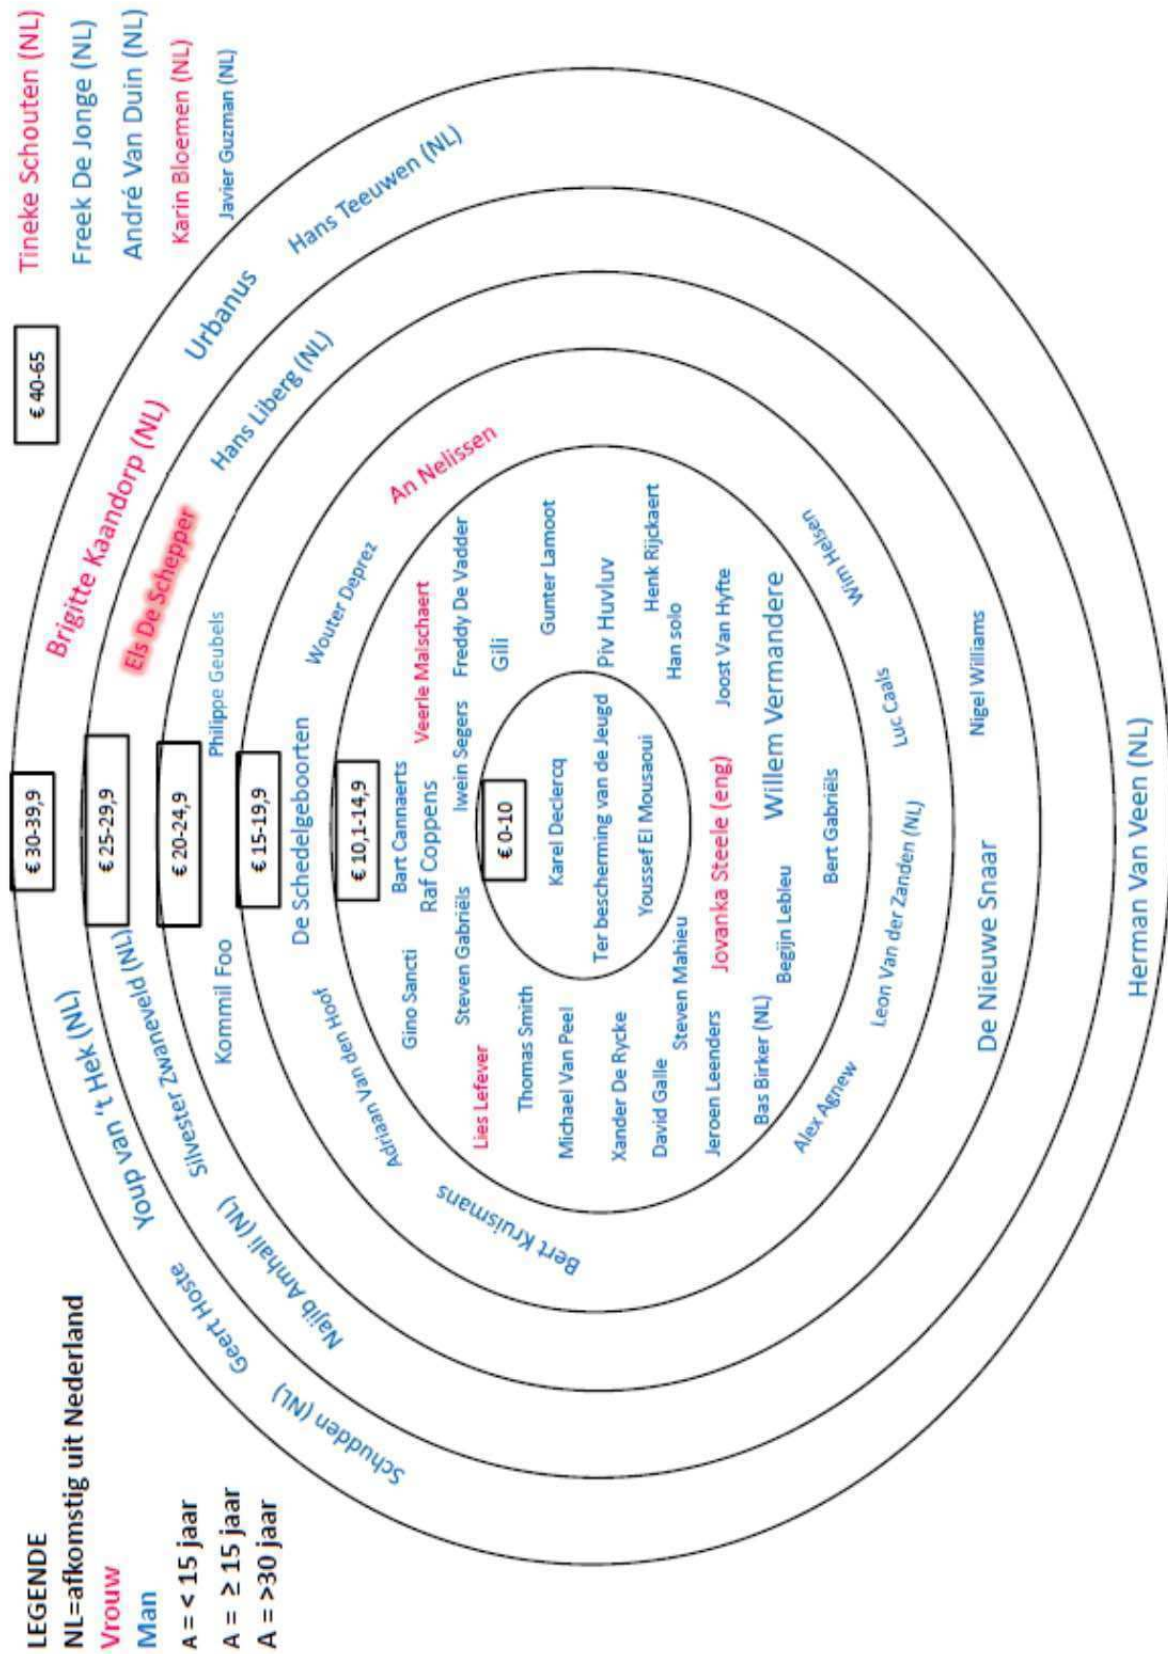 LEGENDE
NL=afkomstig uit Nederland
Vrouw
Man
A = < 15 jaar
A = ≥ 15 jaar
A = >30 jaar
€ 40-65
Tineke Schouten (NL)
Freek De Jonge (NL)
André Van Duin (NL)
Karin Bloemen (NL)
Javier Guzman (NL)
€ 30-39,9
Schudden (NL)
Geert Hoste
Youp van 't Hek (NL)
Brigitte Kaandorp (NL)
Urbanus
Hans Teeuwen (NL)
Herman Van Veen (NL)
€ 25-29,9
Najib Amhali (NL)
Silvester Zwaneveld (NL)
Els De Schepper
Hans Liberg (NL)
De Nieuwe Snaar
Nigel Williams
€ 20-24,9
Kommil Foo
Philippe Geubels
Leon Van der Zanden (NL)
Luc Caals
€ 15-19,9
Bert Kruismans
Adriaan Van den Hoof
De Schedelgeboorten
Wouter Deprez
An Nelissen
Alex Agnew
Bert Gabriëls
Wim Helsen
€ 10,1-14,9
Bart Cannaerts
Gino Sancti
Raf Coppens
Veerle Malschaert
Steven Gabriëls
Iwein Segers
Freddy De Vadder
Lies Lefever
Gili
Thomas Smith
Gunter Lamoot
Michael Van Peel
Piv Huvluv
Xander De Rycke
Henk Rijckaert
David Galle
Steven Mahieu
Han solo
Jeroen Leenders
Jovanka Steele (eng)
Joost Van Hyfte
Bas Birker (NL)
Begijn Lebleu
Willem Vermandere
€ 0-10
Karel Declercq
Ter bescherming van de Jeugd
Youssef El Mousaoui